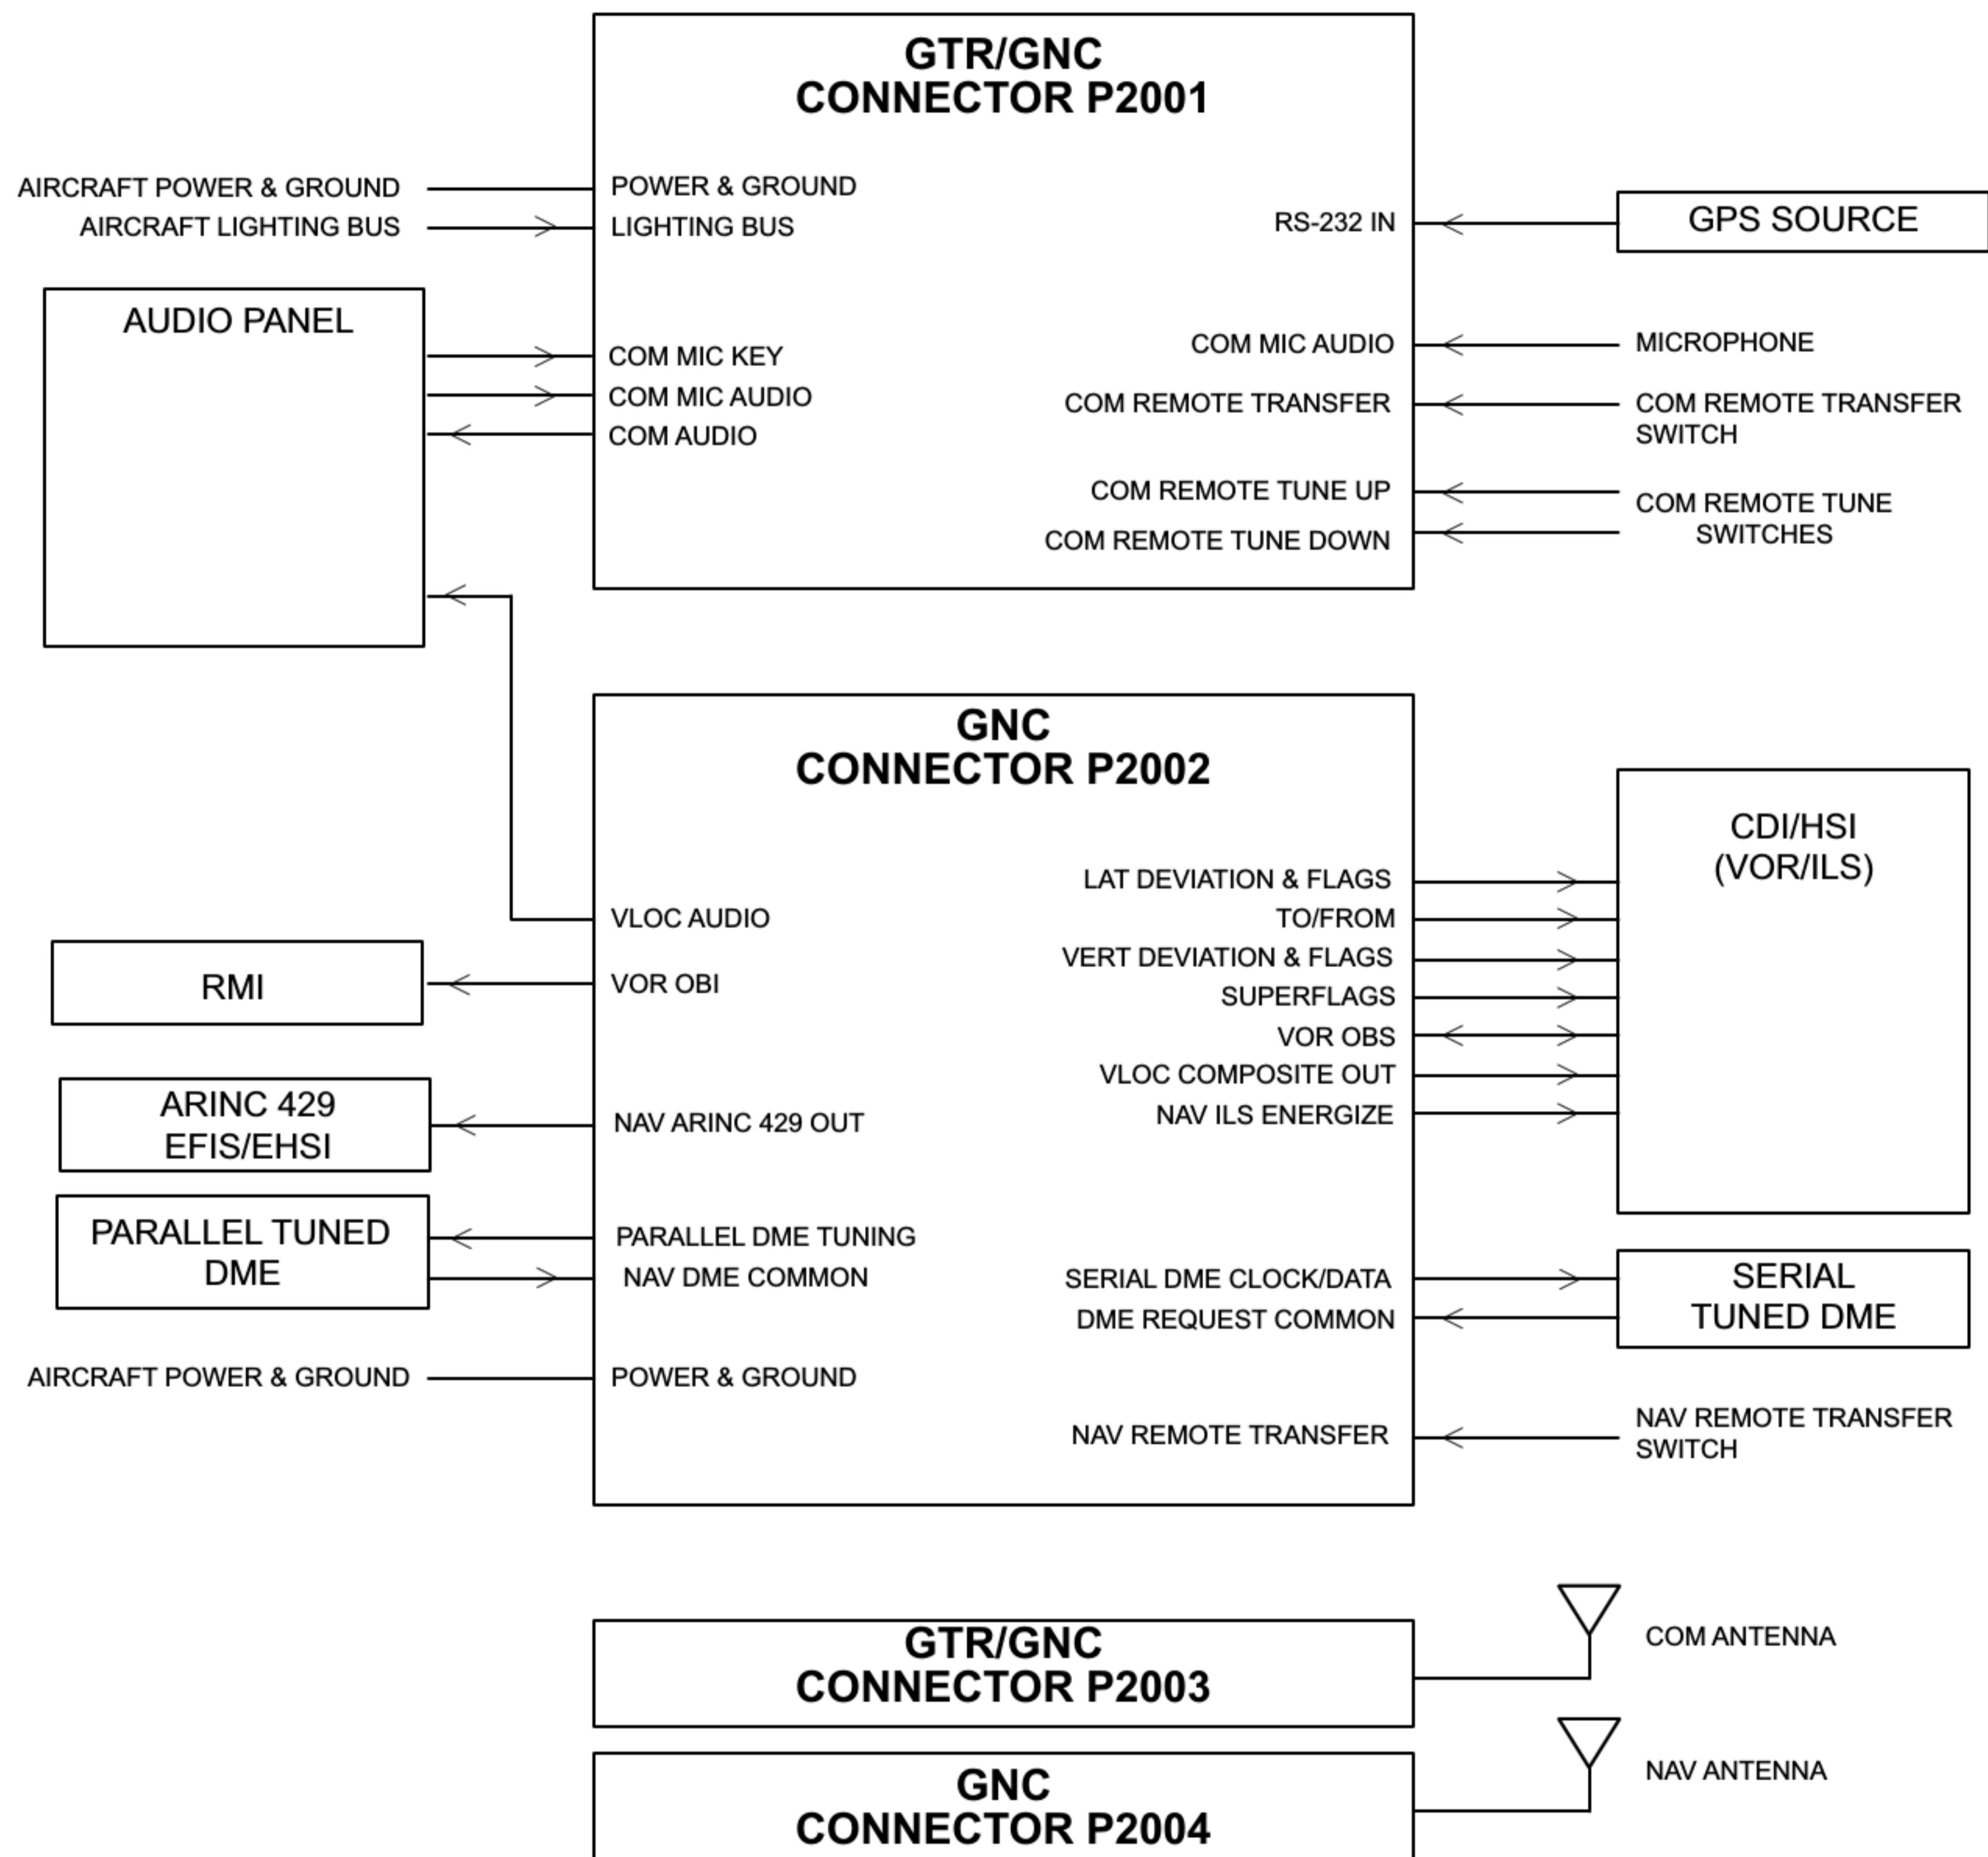 GTR/GNC
CONNECTOR P2001
AIRCRAFT POWER & GROUND
AIRCRAFT LIGHTING BUS
POWER & GROUND
LIGHTING BUS
RS-232 IN
GPS SOURCE
AUDIO PANEL
COM MIC KEY
COM MIC AUDIO
COM AUDIO
COM MIC AUDIO
COM REMOTE TRANSFER
COM REMOTE TUNE UP
COM REMOTE TUNE DOWN
MICROPHONE
COM REMOTE TRANSFER
SWITCH
COM REMOTE TUNE
SWITCHES
GNC
CONNECTOR P2002
VLOC AUDIO
RMI
VOR OBI
ARINC 429
EFIS/EHSI
NAV ARINC 429 OUT
PARALLEL TUNED
DME
PARALLEL DME TUNING
NAV DME COMMON
AIRCRAFT POWER & GROUND
POWER & GROUND
LAT DEVIATION & FLAGS
TO/FROM
VERT DEVIATION & FLAGS
SUPERFLAGS
VOR OBS
VLOC COMPOSITE OUT
NAV ILS ENERGIZE
CDI/HSI
(VOR/ILS)
SERIAL DME CLOCK/DATA
DME REQUEST COMMON
SERIAL
TUNED DME
NAV REMOTE TRANSFER
NAV REMOTE TRANSFER
SWITCH
GTR/GNC
CONNECTOR P2003
COM ANTENNA
GNC
CONNECTOR P2004
NAV ANTENNA